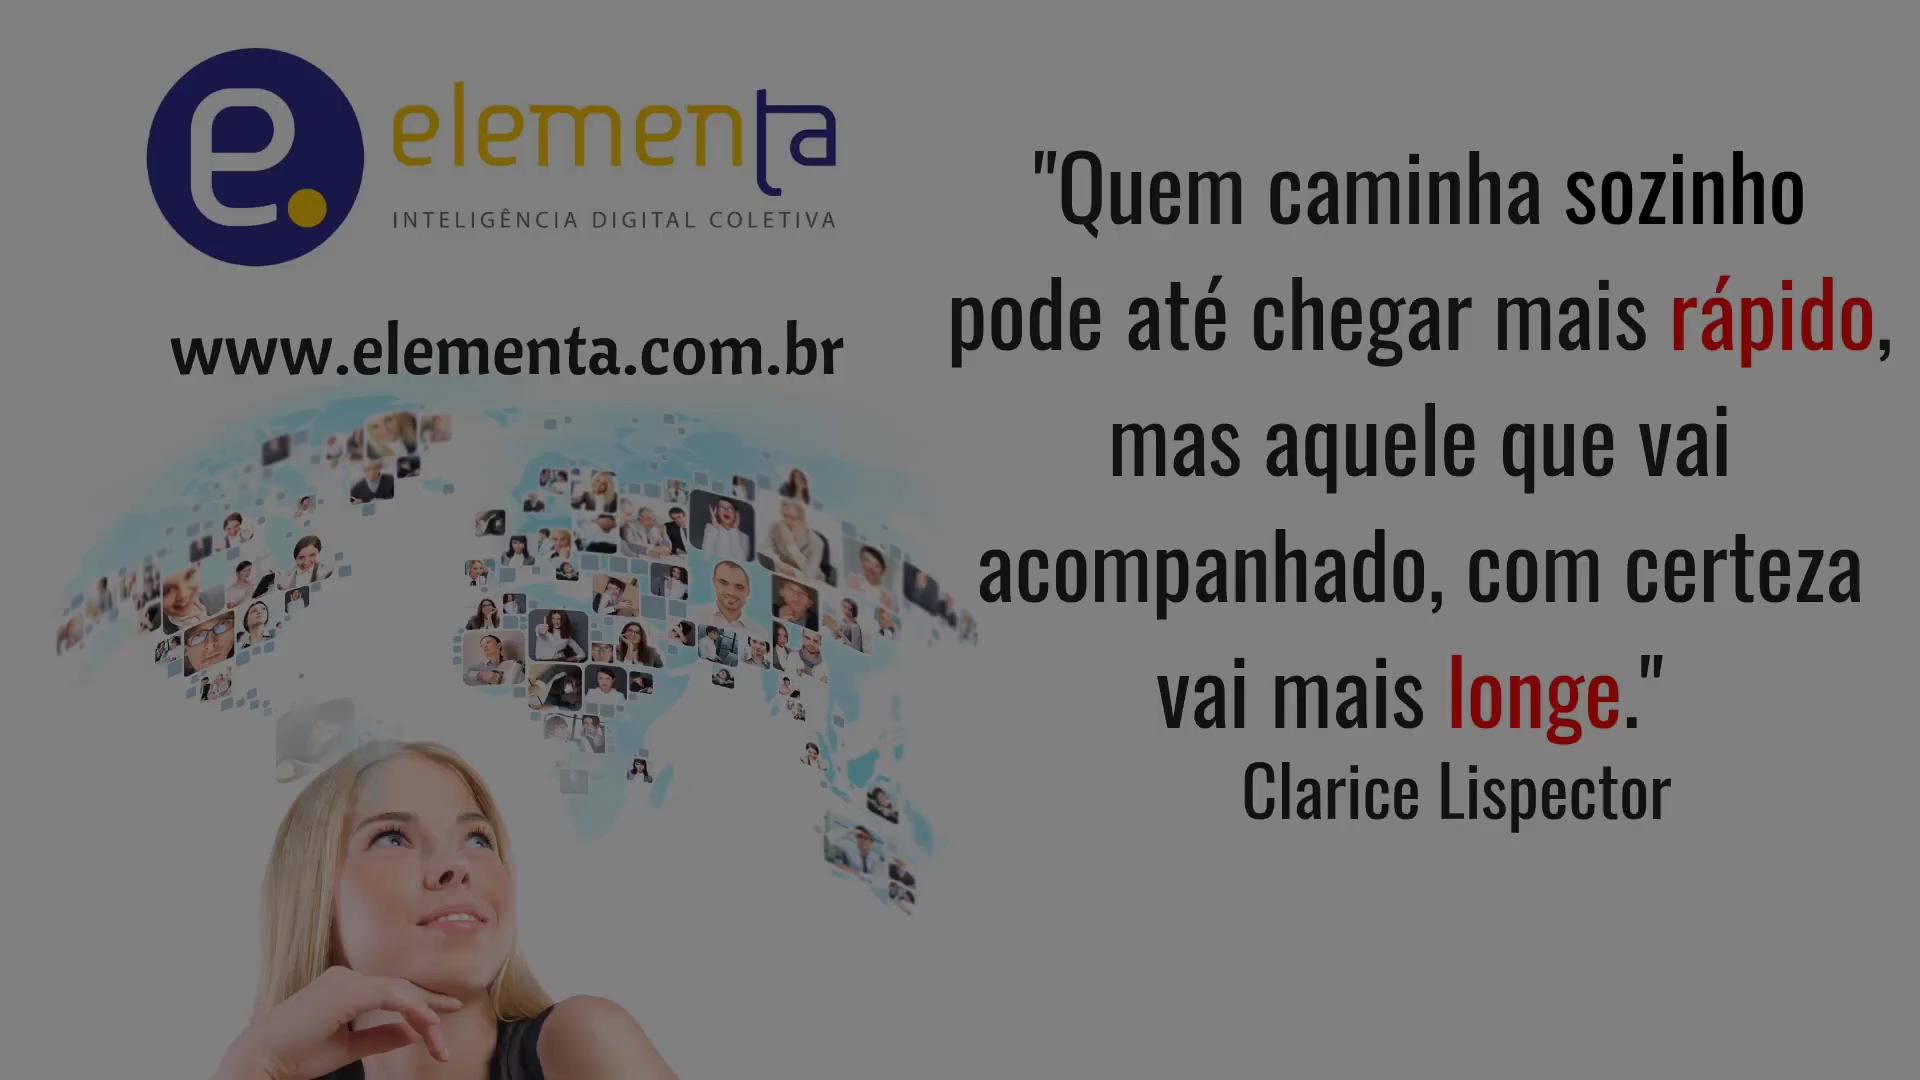 e.
elementa
INTELIGÊNCIA DIGITAL COLETIVA
www.elementa.com.br
"Quem caminha sozinho
pode até chegar mais rápido,
mas aquele que vai
acompanhado, com certeza
vai mais longe."
Clarice Lispector